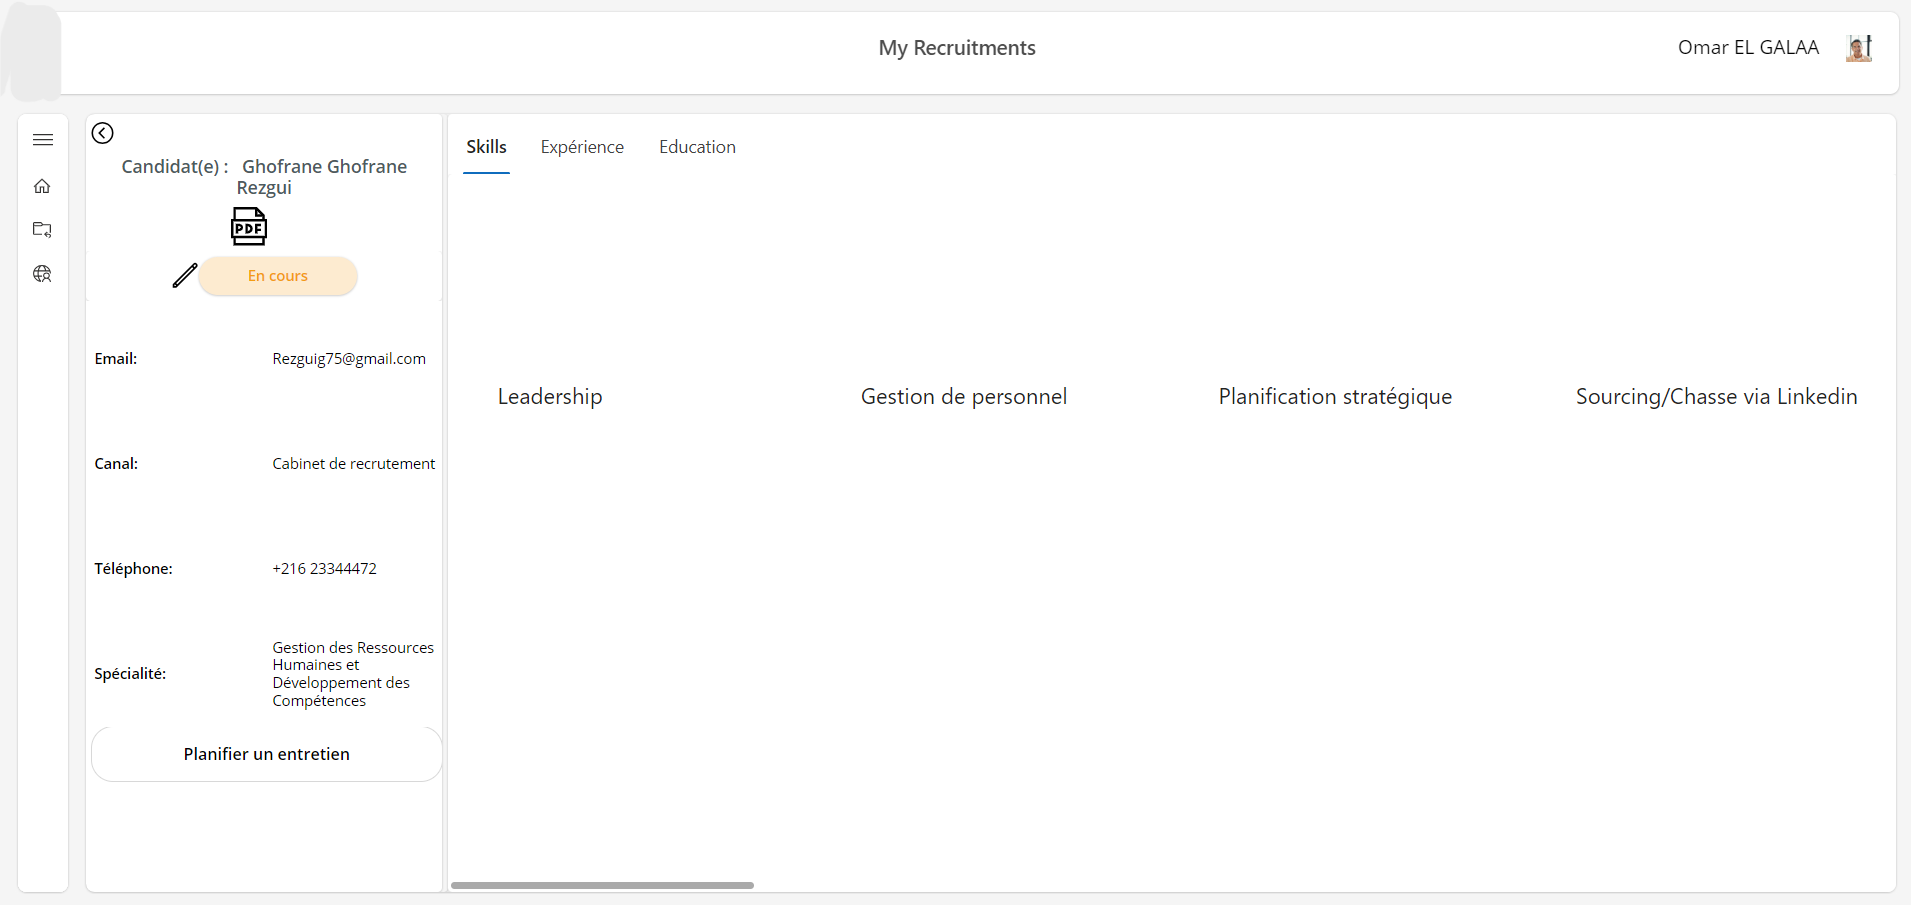 My Recruitments
Omar EL GALAA
Candidat(e) : Ghofrane Ghofrane
Rezgui
PDF
En cours
Email: Rezguig75@gmail.com
Canal: Cabinet de recrutement
Téléphone: +216 23344472
Spécialité: Gestion des Ressources
Humaines et
Développement des
Compétences
Planifier un entretien
Skills Expérience Education
Leadership Gestion de personnel Planification stratégique Sourcing/Chasse via Linkedin